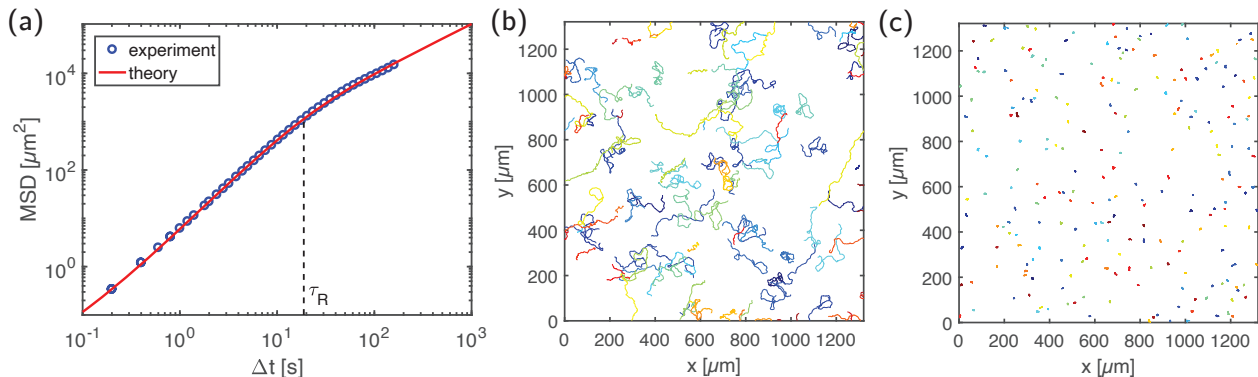 (a)
experiment
theory
MSD [μm²]
10⁴
10³
10²
10¹
10⁰
τR
10⁻¹ 10⁰ 10¹ 10² 10³
Δt [s]
(b)
y [μm]
1200
1000
800
600
400
200
0
0 200 400 600 800 1000 1200
x [μm]
(c)
y [μm]
1200
1000
800
600
400
200
0
0 200 400 600 800 1000 1200
x [μm]